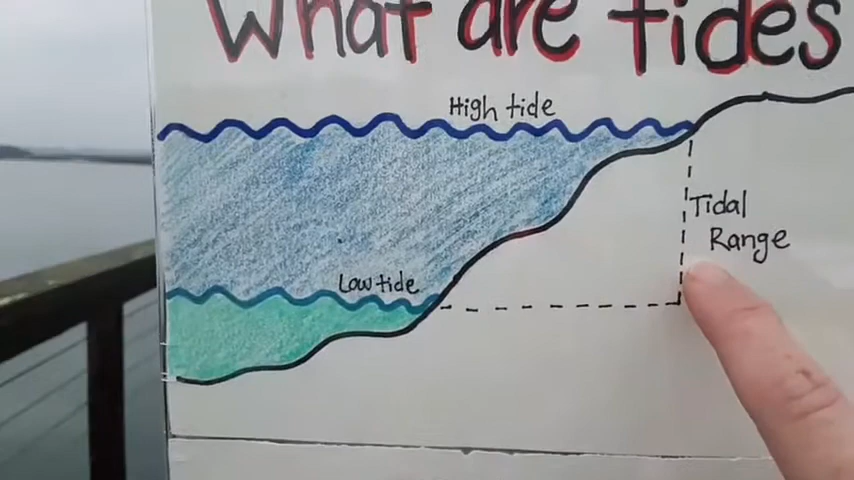 What are tides
High tide
Tidal
Range
Low tide